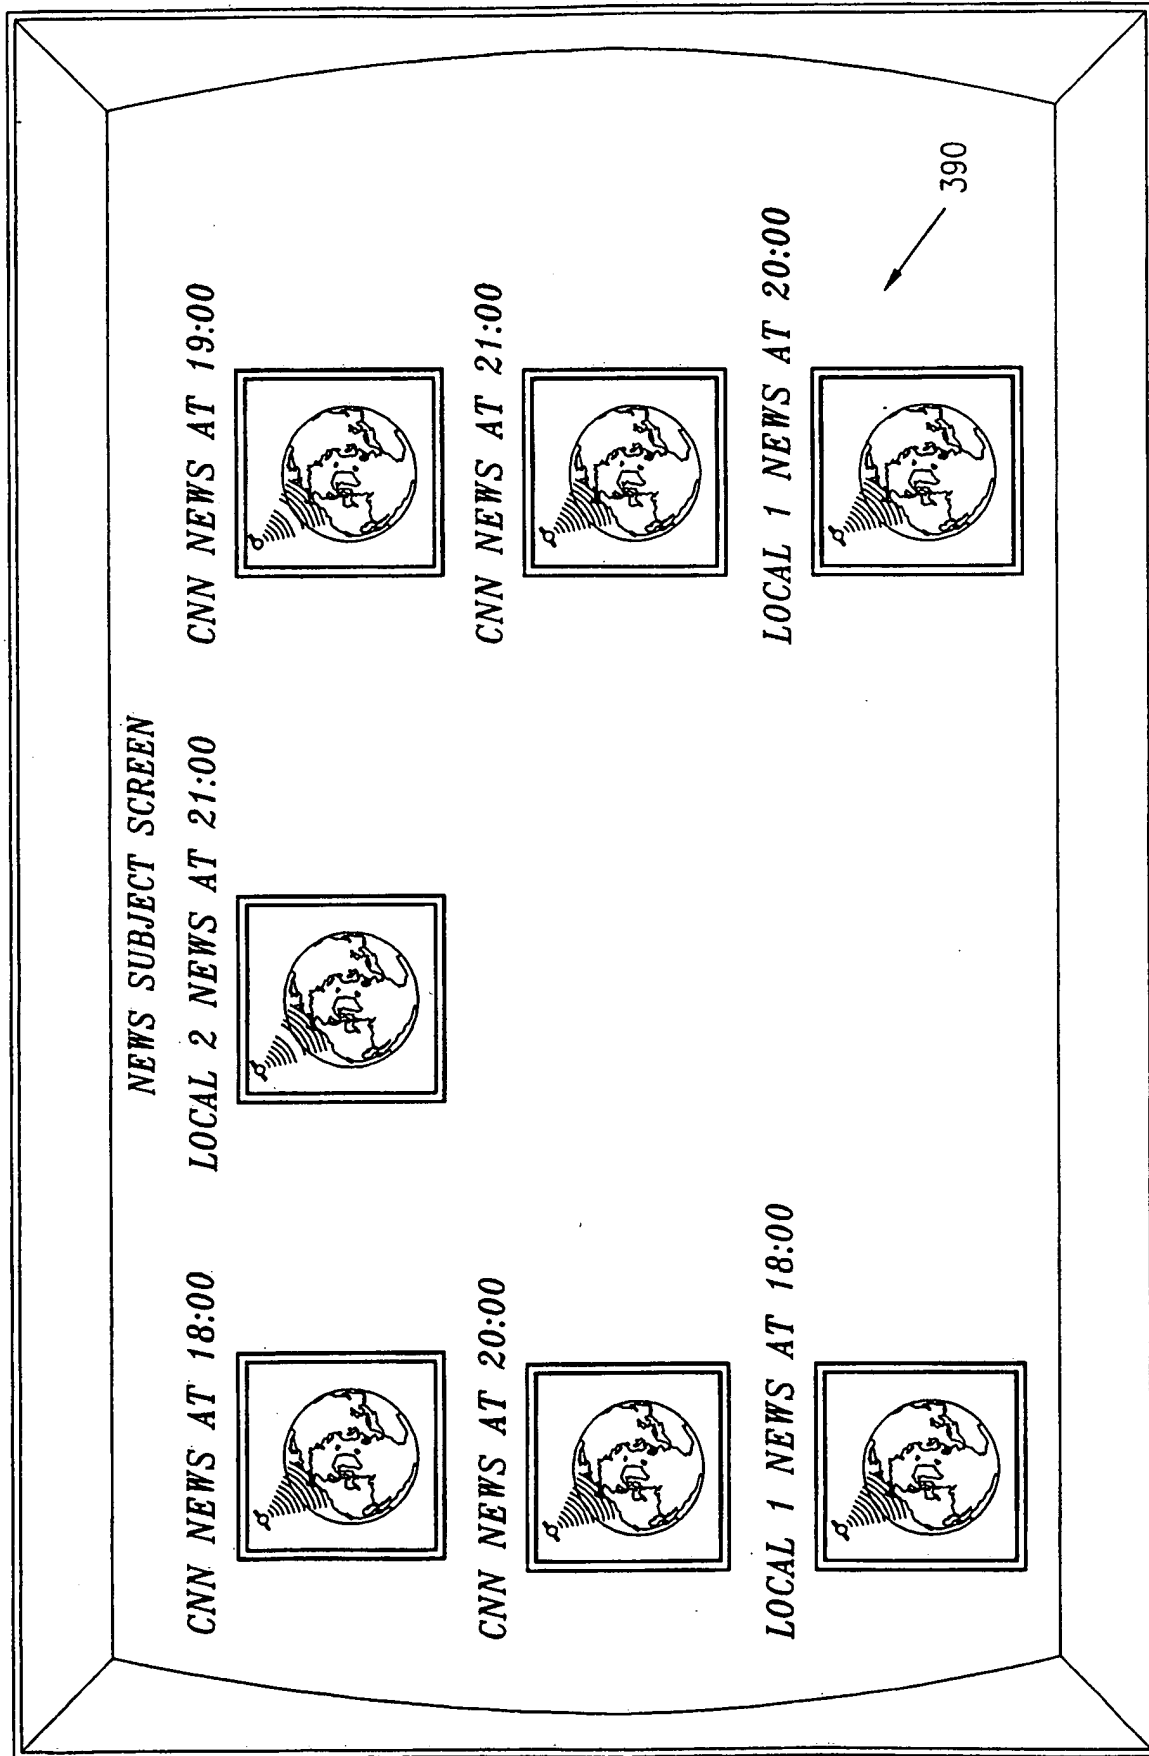 NEWS SUBJECT SCREEN
CNN NEWS AT 18:00
LOCAL 2 NEWS AT 21:00
CNN NEWS AT 19:00
CNN NEWS AT 20:00
CNN NEWS AT 21:00
LOCAL 1 NEWS AT 18:00
LOCAL 1 NEWS AT 20:00
390